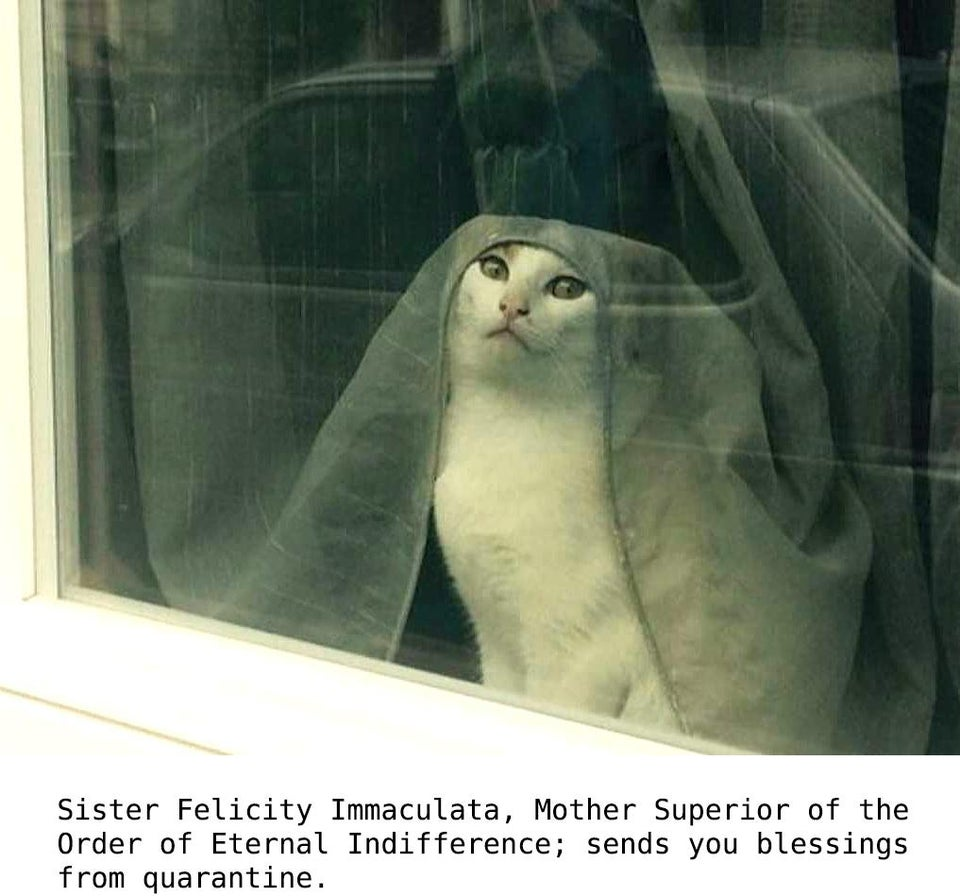 Sister Felicity Immaculata, Mother Superior of the
Order of Eternal Indifference; sends you blessings
from quarantine.